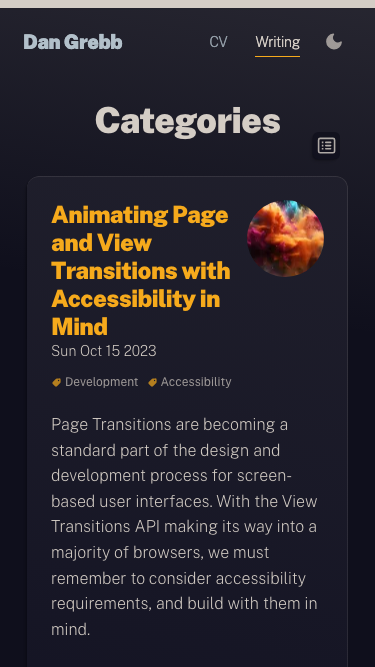 Dan Grebb
CV
Writing
Categories
Animating Page
and View
Transitions with
Accessibility in
Mind
Sun Oct 15 2023
Development
Accessibility
Page Transitions are becoming a
standard part of the design and
development process for screen-
based user interfaces. With the View
Transitions API making its way into a
majority of browsers, we must
remember to consider accessibility
requirements, and build with them in
mind.